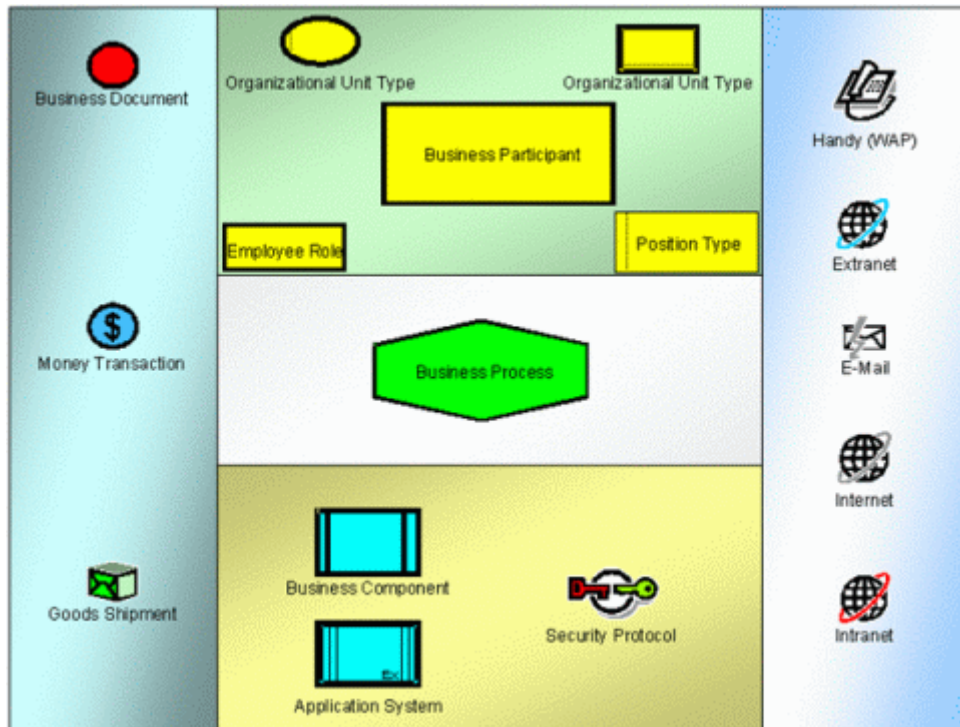 Business Document
Money Transaction
Goods Shipment
Organizational Unit Type
Organizational Unit Type
Business Participant
Employee Role
Position Type
Business Process
Business Component
Ex
Application System
Security Protocol
Handy (WAP)
Extranet
E-Mail
Internet
Intranet